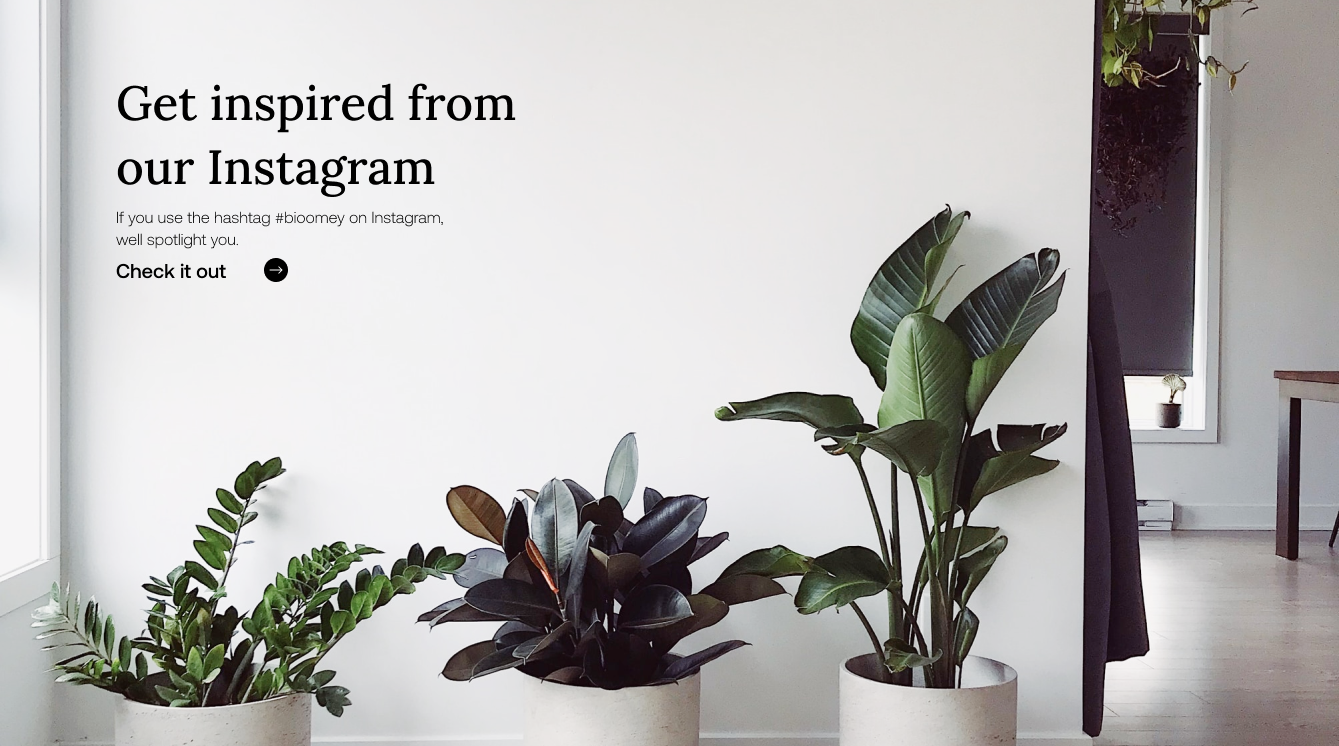 Get inspired from
our Instagram
If you use the hashtag #bioomey on Instagram,
well spotlight you.
Check it out